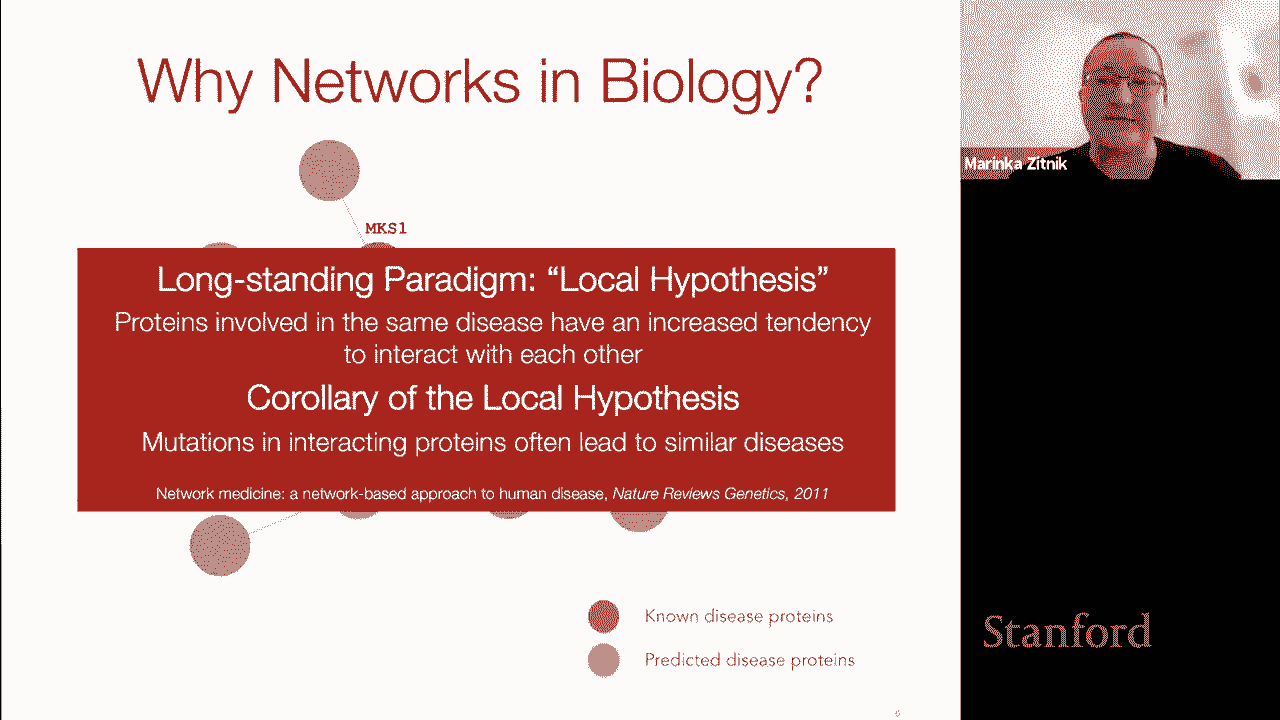 Why Networks in Biology?
Marinka Zitnik
MKS1
Long-standing Paradigm: “Local Hypothesis”
Proteins involved in the same disease have an increased tendency
to interact with each other
Corollary of the Local Hypothesis
Mutations in interacting proteins often lead to similar diseases
Network medicine: a network-based approach to human disease, Nature Reviews Genetics, 2011
Known disease proteins
Predicted disease proteins
Stanford